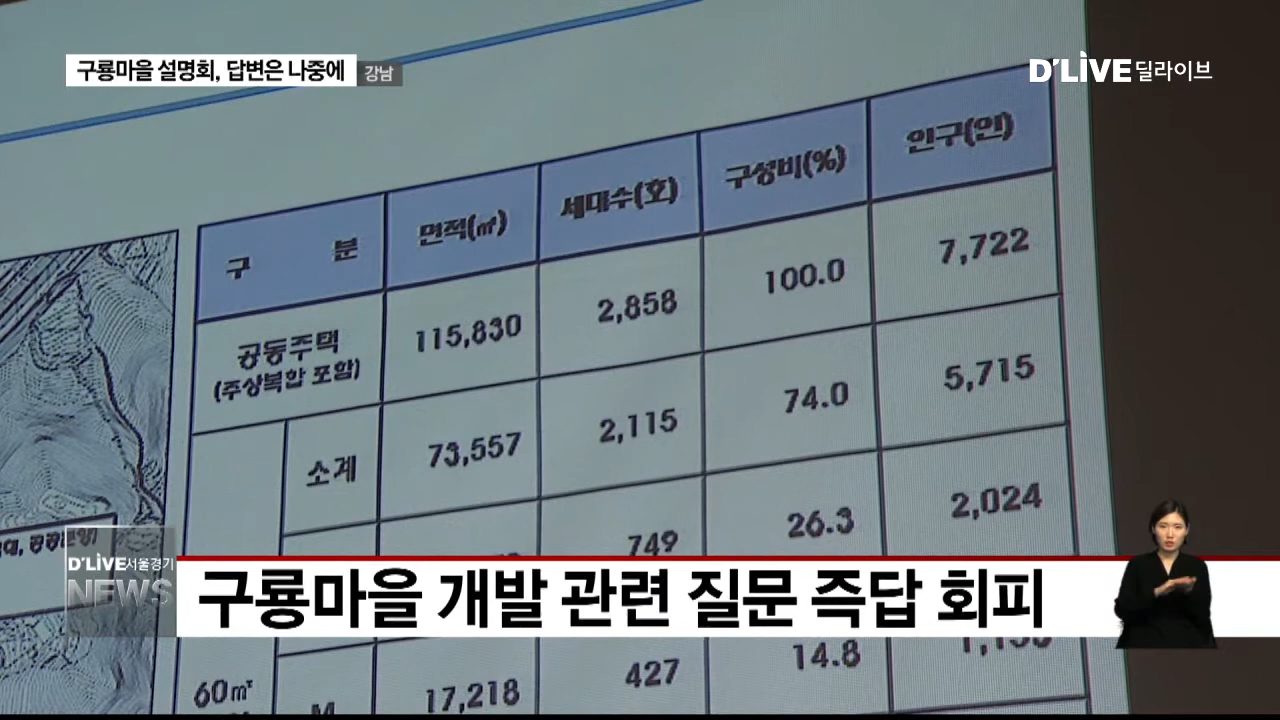 구룡마을 설명회, 답변은 나중에 강남
D'LIVE 딜라이브
구 분 면적(㎡) 세대수(호) 구성비(%) 인구(인)
공동주택 115,830 2,858 100.0 7,722
(주상복합 포함)
소계 73,557 2,115 74.0 5,715
749 26.3 2,024
D'LIVE 서울경기
NEWS
구룡마을 개발 관련 질문 즉답 회피
60㎡ 17,218 427 14.8